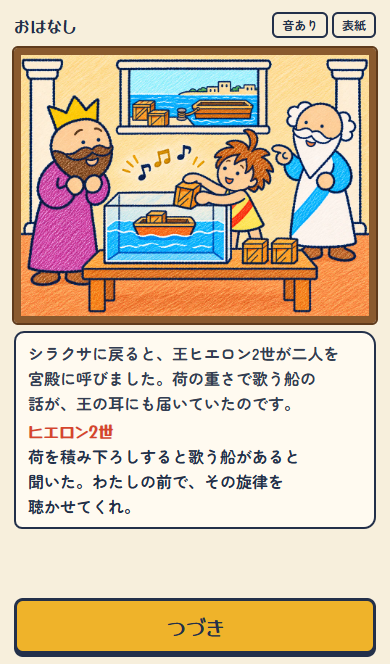 おはなし
音あり
表紙
シラクサに戻ると、王ヒエロン2世が二人を
宮殿に呼びました。荷の重さで歌う船の
話が、王の耳にも届いていたのです。
ヒエロン2世
荷を積み下ろしすると歌う船があると
聞いた。わたしの前で、その旋律を
聴かせてくれ。
つづき